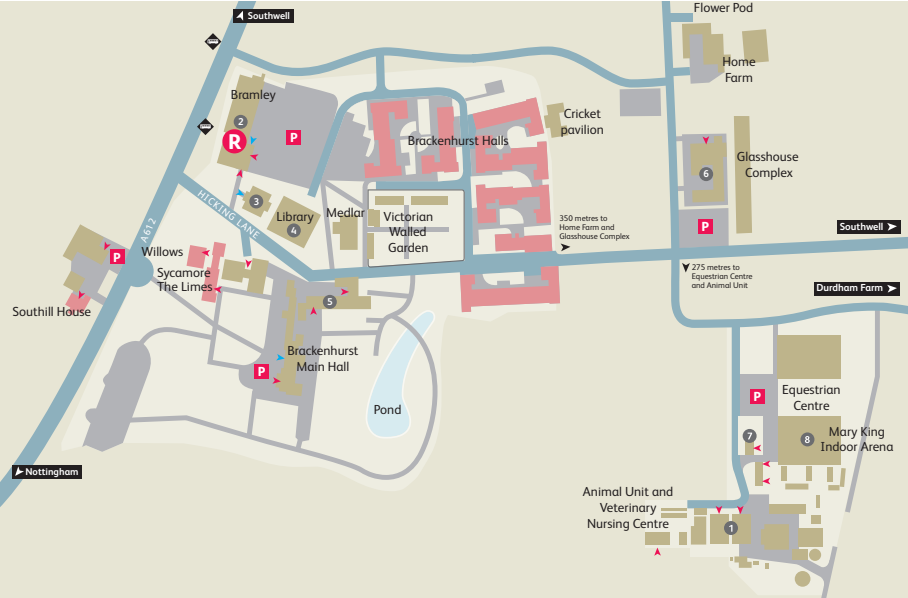 Southwell
Flower Pod
Home
Farm
Bramley
2
R
P
Cricket
pavilion
Brackenhurst Halls
Glasshouse
Complex
6
3
HICKING LANE
Library
4
Medlar
Victorian
Walled
Garden
350 metres to
Home Farm and
Glasshouse Complex
P
Southwell
A612
Willows
P
Sycamore
The Limes
275 metres to
Equestrian Centre
and Animal Unit
Durdham Farm
5
Southill House
Brackenhurst
Main Hall
P
Pond
Equestrian
Centre
P
7
8
Mary King
Indoor Arena
Nottingham
Animal Unit and
Veterinary
Nursing Centre
1